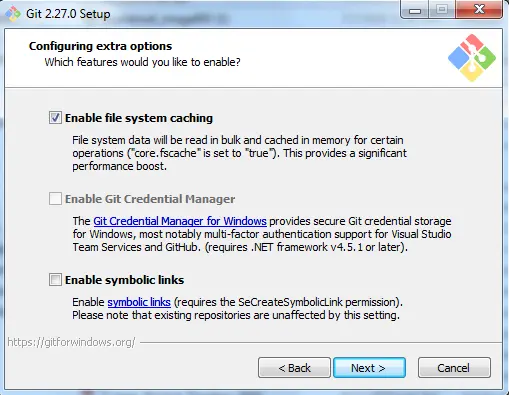 Git 2.27.0 Setup
Configuring extra options
Which features would you like to enable?
Enable file system caching
File system data will be read in bulk and cached in memory for certain
operations ("core.fscache" is set to "true"). This provides a significant
performance boost.
Enable Git Credential Manager
The Git Credential Manager for Windows provides secure Git credential storage
for Windows, most notably multi-factor authentication support for Visual Studio
Team Services and GitHub. (requires .NET framework v4.5.1 or later).
Enable symbolic links
Enable symbolic links (requires the SeCreateSymbolicLink permission).
Please note that existing repositories are unaffected by this setting.
https://gitforwindows.org/
< Back
Next >
Cancel